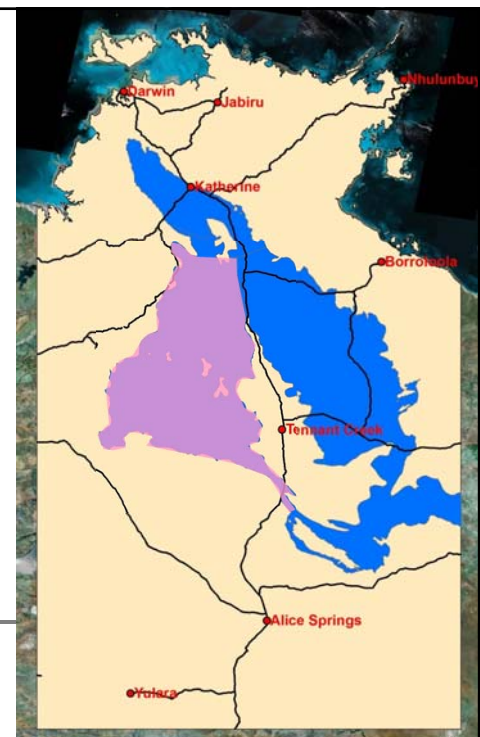 Darwin
Jabiru
Nhulunbuy
Katherine
Borroloola
Tennant Creek
Alice Springs
Yulara